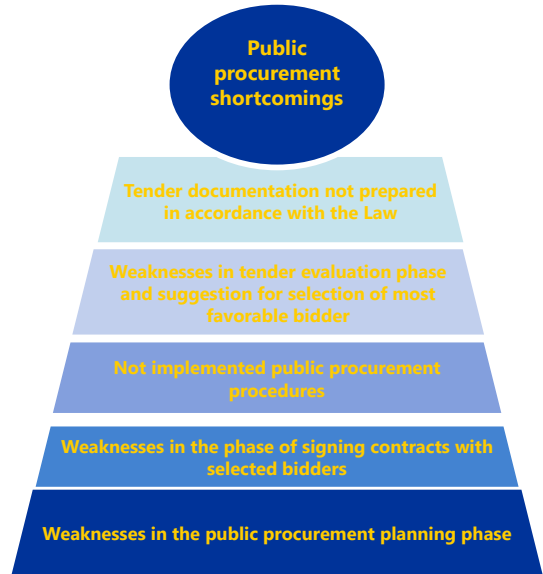 Public
procurement
shortcomings
Tender documentation not prepared
in accordance with the Law
Weaknesses in tender evaluation phase
and suggestion for selection of most
favorable bidder
Not implemented public procurement
procedures
Weaknesses in the phase of signing contracts with
selected bidders
Weaknesses in the public procurement planning phase